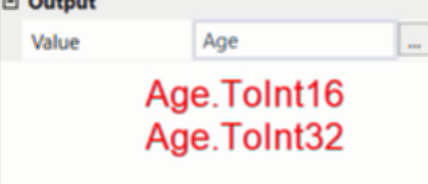 Output
Value
Age
...
Age.ToInt16
Age.ToInt32